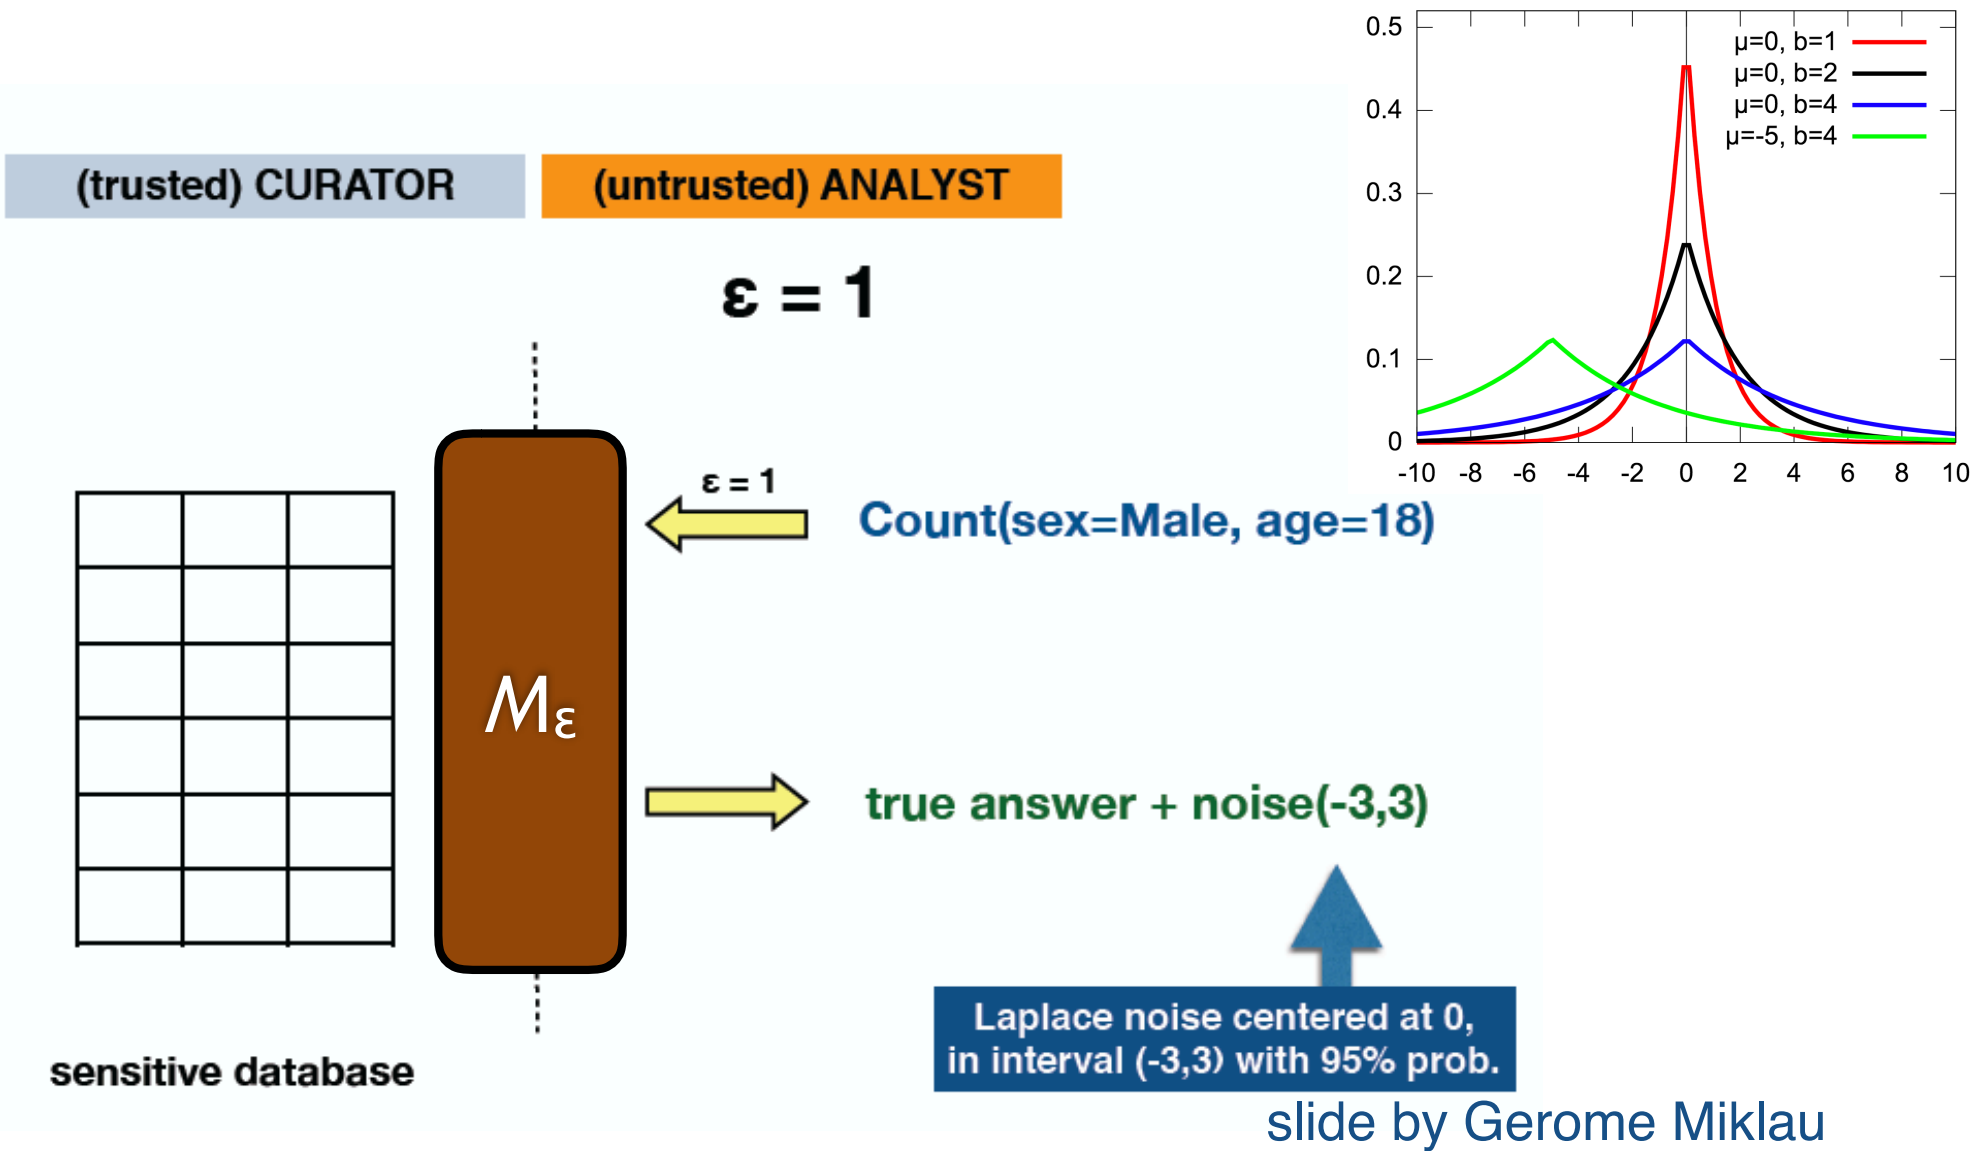 (trusted) CURATOR
(untrusted) ANALYST
ε = 1
0.5
0.4
0.3
0.2
0.1
0
-10 -8 -6 -4 -2 0 2 4 6 8 10
μ=0, b=1
μ=0, b=2
μ=0, b=4
μ=-5, b=4
ε = 1
Count(sex=Male, age=18)
Mε
true answer + noise(-3,3)
Laplace noise centered at 0,
in interval (-3,3) with 95% prob.
sensitive database
slide by Gerome Miklau